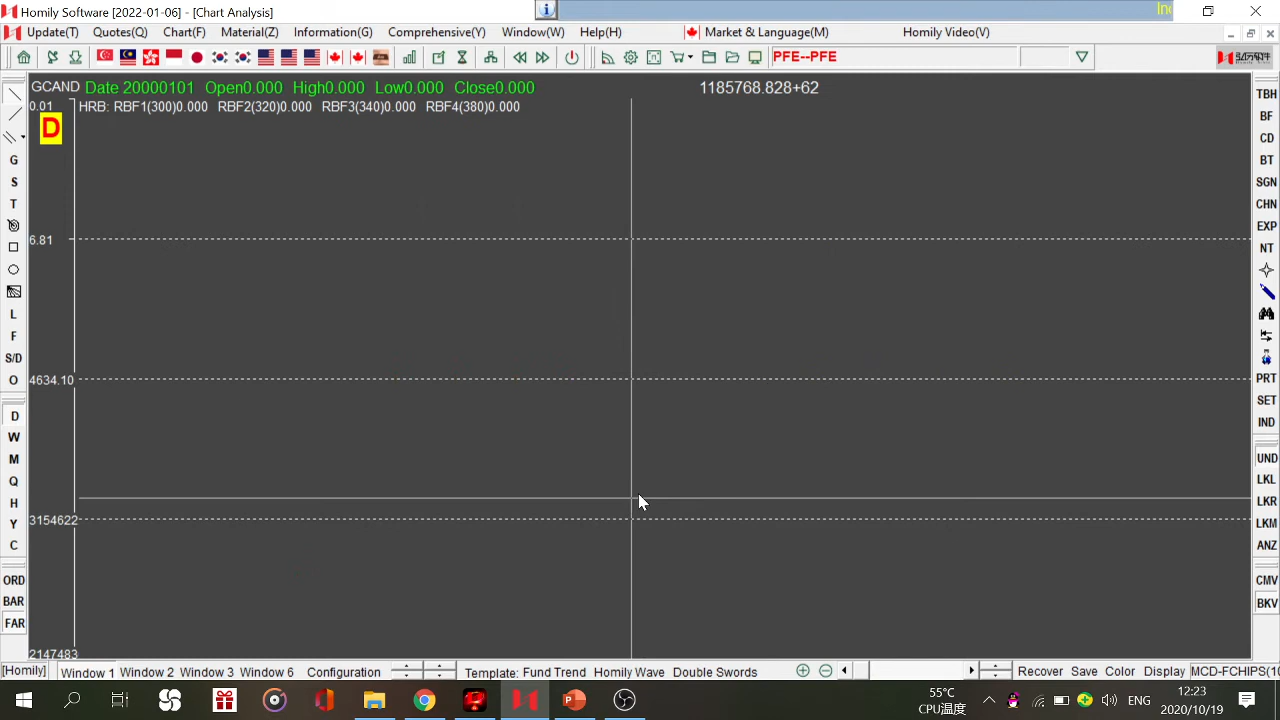 Homily Software [2022-01-06] - [Chart Analysis]
Update(T) Quotes(Q) Chart(F) Material(Z) Information(G) Comprehensive(Y) Window(W) Help(H) Market & Language(M) Homily Video(V)
PFE--PFE
GCAND Date 20000101 Open0.000 High0.000 Low0.000 Close0.000 1185768.828+62
0.01 HRB: RBF1(300)0.000 RBF2(320)0.000 RBF3(340)0.000 RBF4(380)0.000
D
6.81
4634.10
3154622
2147483
G
S
T
L
F
S/D
O
D
W
M
Q
H
Y
C
ORD
BAR
FAR
TBH
BF
CD
BT
SGN
CHN
EXP
NT
PRT
SET
IND
UND
LKL
LKR
LKM
ANZ
CMV
BKV
[Homily] Window 1 Window 2 Window 3 Window 6 Configuration Template: Fund Trend Homily Wave Double Swords Recover Save Color Display MCD-FCHIPS(10
55°C
CPU温度
ENG
12:23
2020/10/19